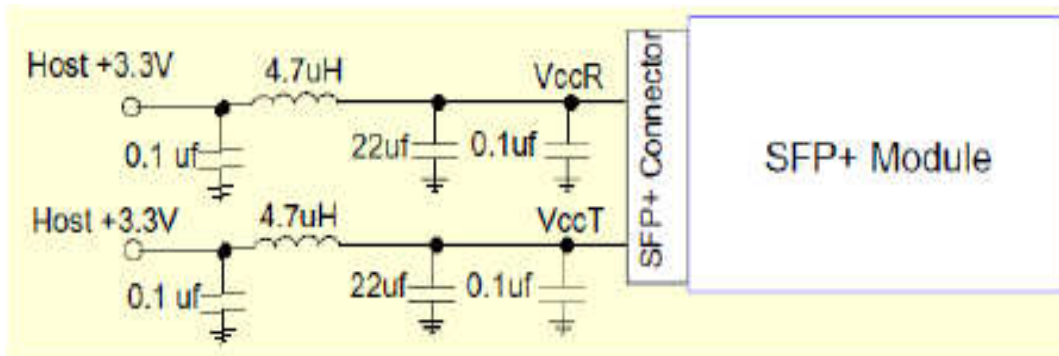 Host +3.3V
4.7uH
VccR
0.1 uf
22uf
0.1uf
Host +3.3V
4.7uH
VccT
0.1 uf
22uf
0.1uf
SFP+ Connector
SFP+ Module